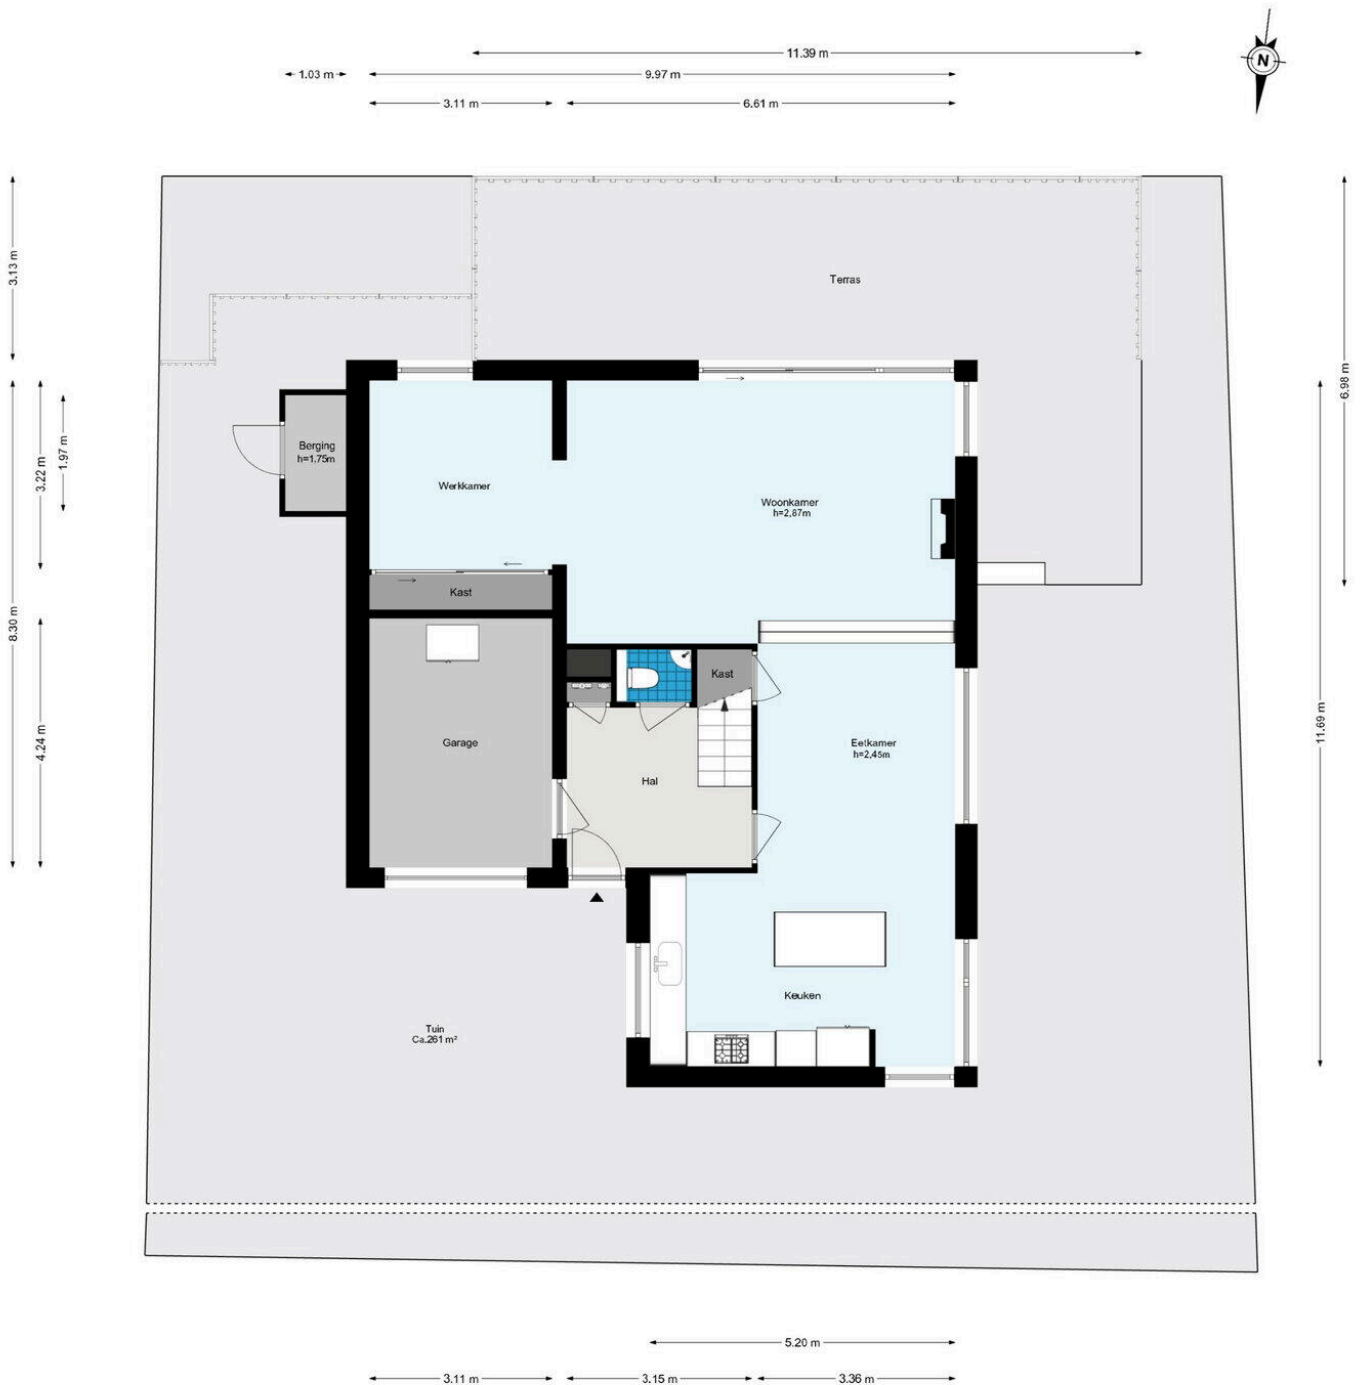 11.39 m
1.03 m
9.97 m
3.11 m
6.61 m
N
3.13 m
8.30 m
3.22 m
1.97 m
4.24 m
6.98 m
11.69 m
Terras
Berging
h=1,75m
Werkkamer
Woonkamer
h=2,87m
Kast
Kast
Garage
Eetkamer
h=2,45m
Hal
Keuken
Tuin
Ca.261 m²
5.20 m
3.11 m
3.15 m
3.36 m